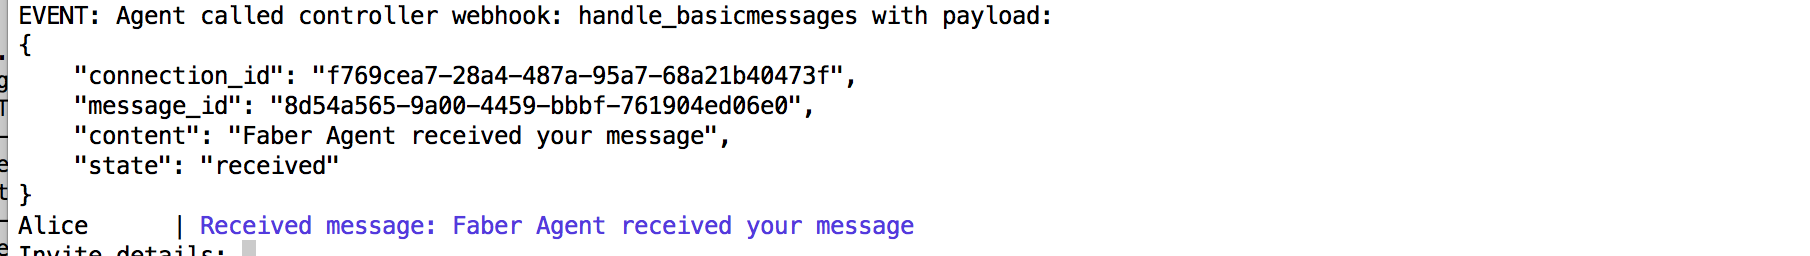 EVENT: Agent called controller webhook: handle_basicmessages with payload:
{
    "connection_id": "f769cea7-28a4-487a-95a7-68a21b40473f",
    "message_id": "8d54a565-9a00-4459-bbbf-761904ed06e0",
    "content": "Faber Agent received your message",
    "state": "received"
}
Alice      | Received message: Faber Agent received your message
Invite details: